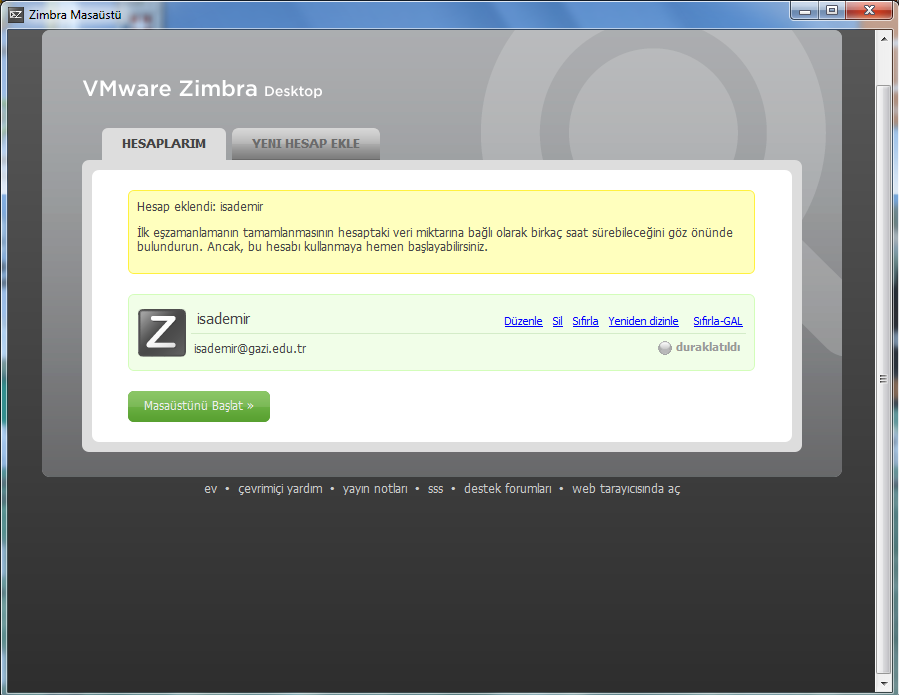 Zimbra Masaüstü
VMware Zimbra Desktop
HESAPLARIM
YENI HESAP EKLE
Hesap eklendi: isademir
İlk eşzamanlamanın tamamlanmasının hesaptaki veri miktarına bağlı olarak birkaç saat sürebileceğini göz önünde
bulundurun. Ancak, bu hesabı kullanmaya hemen başlayabilirsiniz.
Z
isademir
Düzenle Sil Sıfırla Yeniden dizinle Sıfırla-GAL
isademir@gazi.edu.tr
duraklatıldı
Masaüstünü Başlat »
ev • çevrimiçi yardım • yayın notları • sss • destek forumları • web tarayıcısında aç